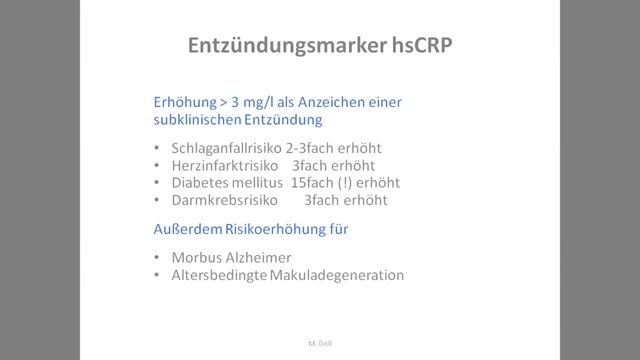 Entzündungsmarker hsCRP
Erhöhung > 3 mg/l als Anzeichen einer
subklinischen Entzündung
• Schlaganfallrisiko 2-3fach erhöht
• Herzinfarktrisiko 3fach erhöht
• Diabetes mellitus 15fach (!) erhöht
• Darmkrebsrisiko 3fach erhöht
Außerdem Risikoerhöhung für
• Morbus Alzheimer
• Altersbedingte Makuladegeneration
M. Döll